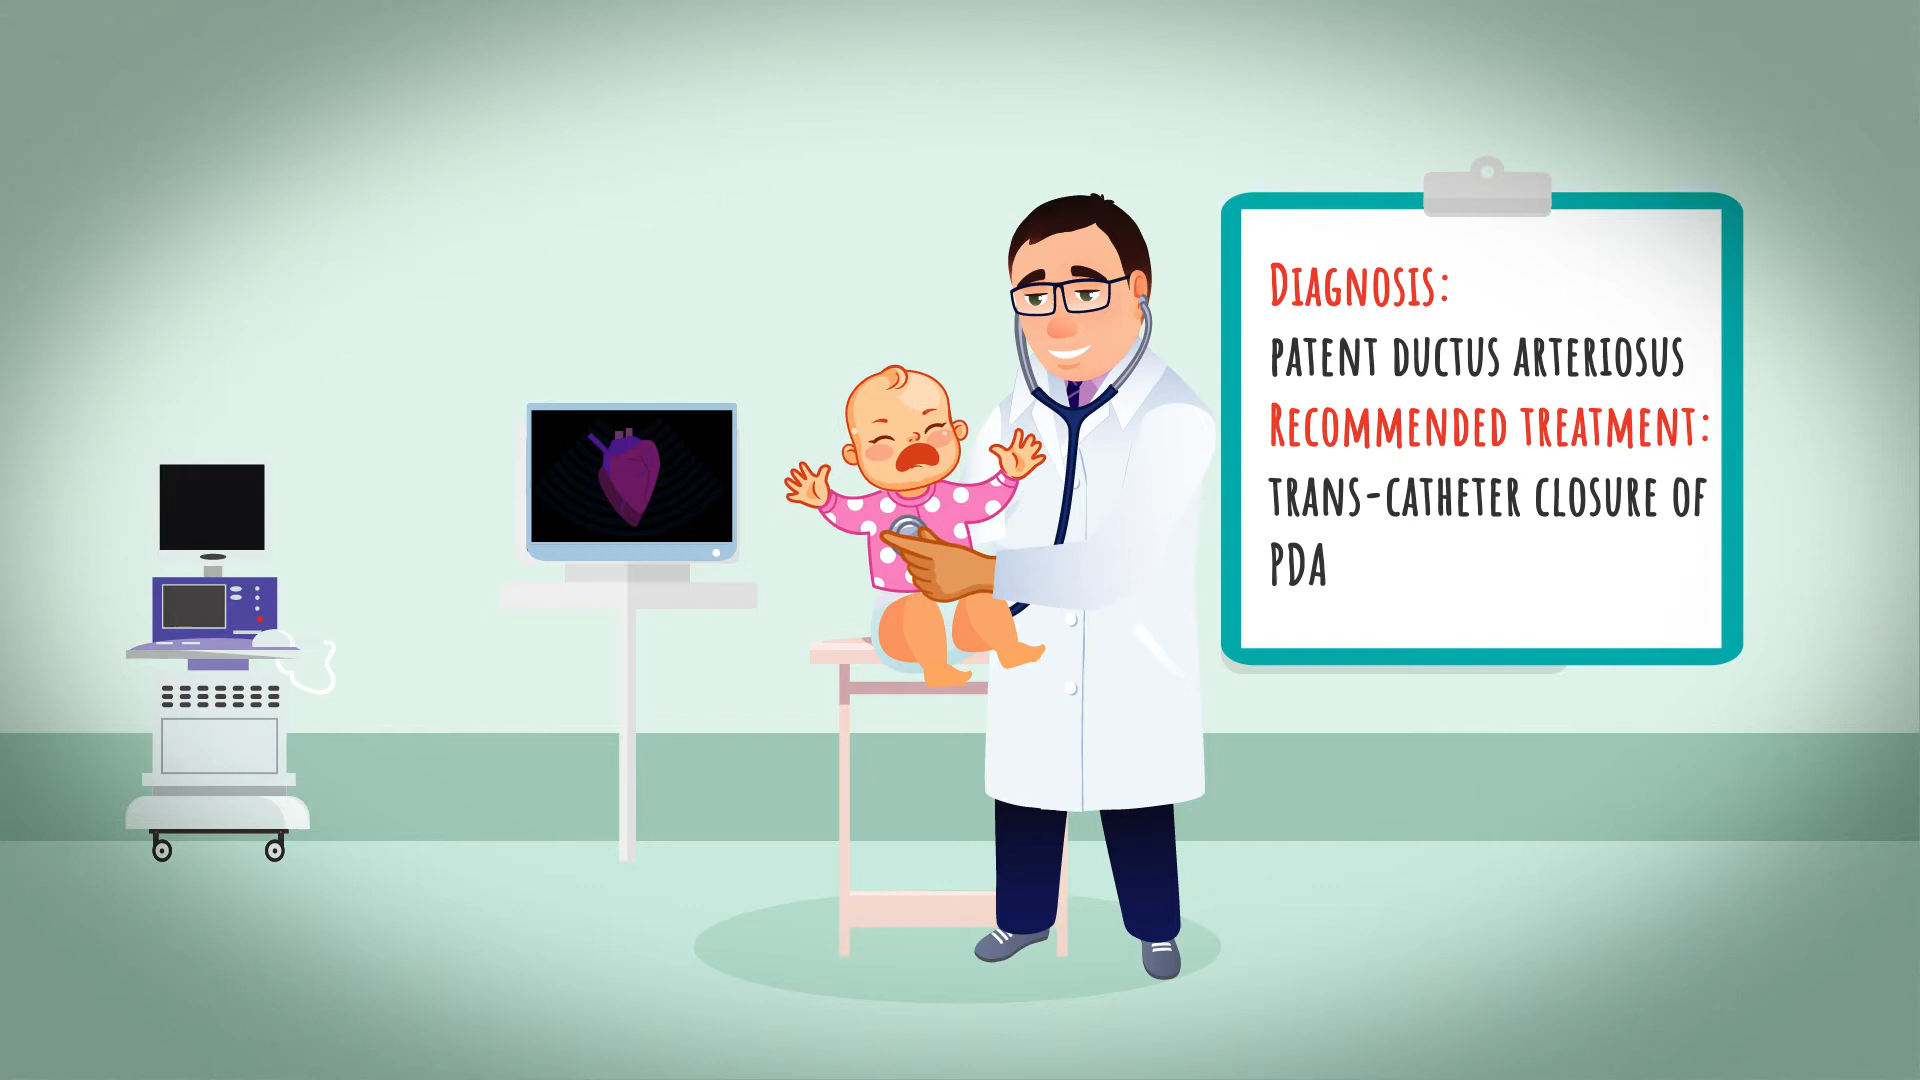 Diagnosis:
patent ductus arteriosus
Recommended treatment:
trans-catheter closure of
PDA